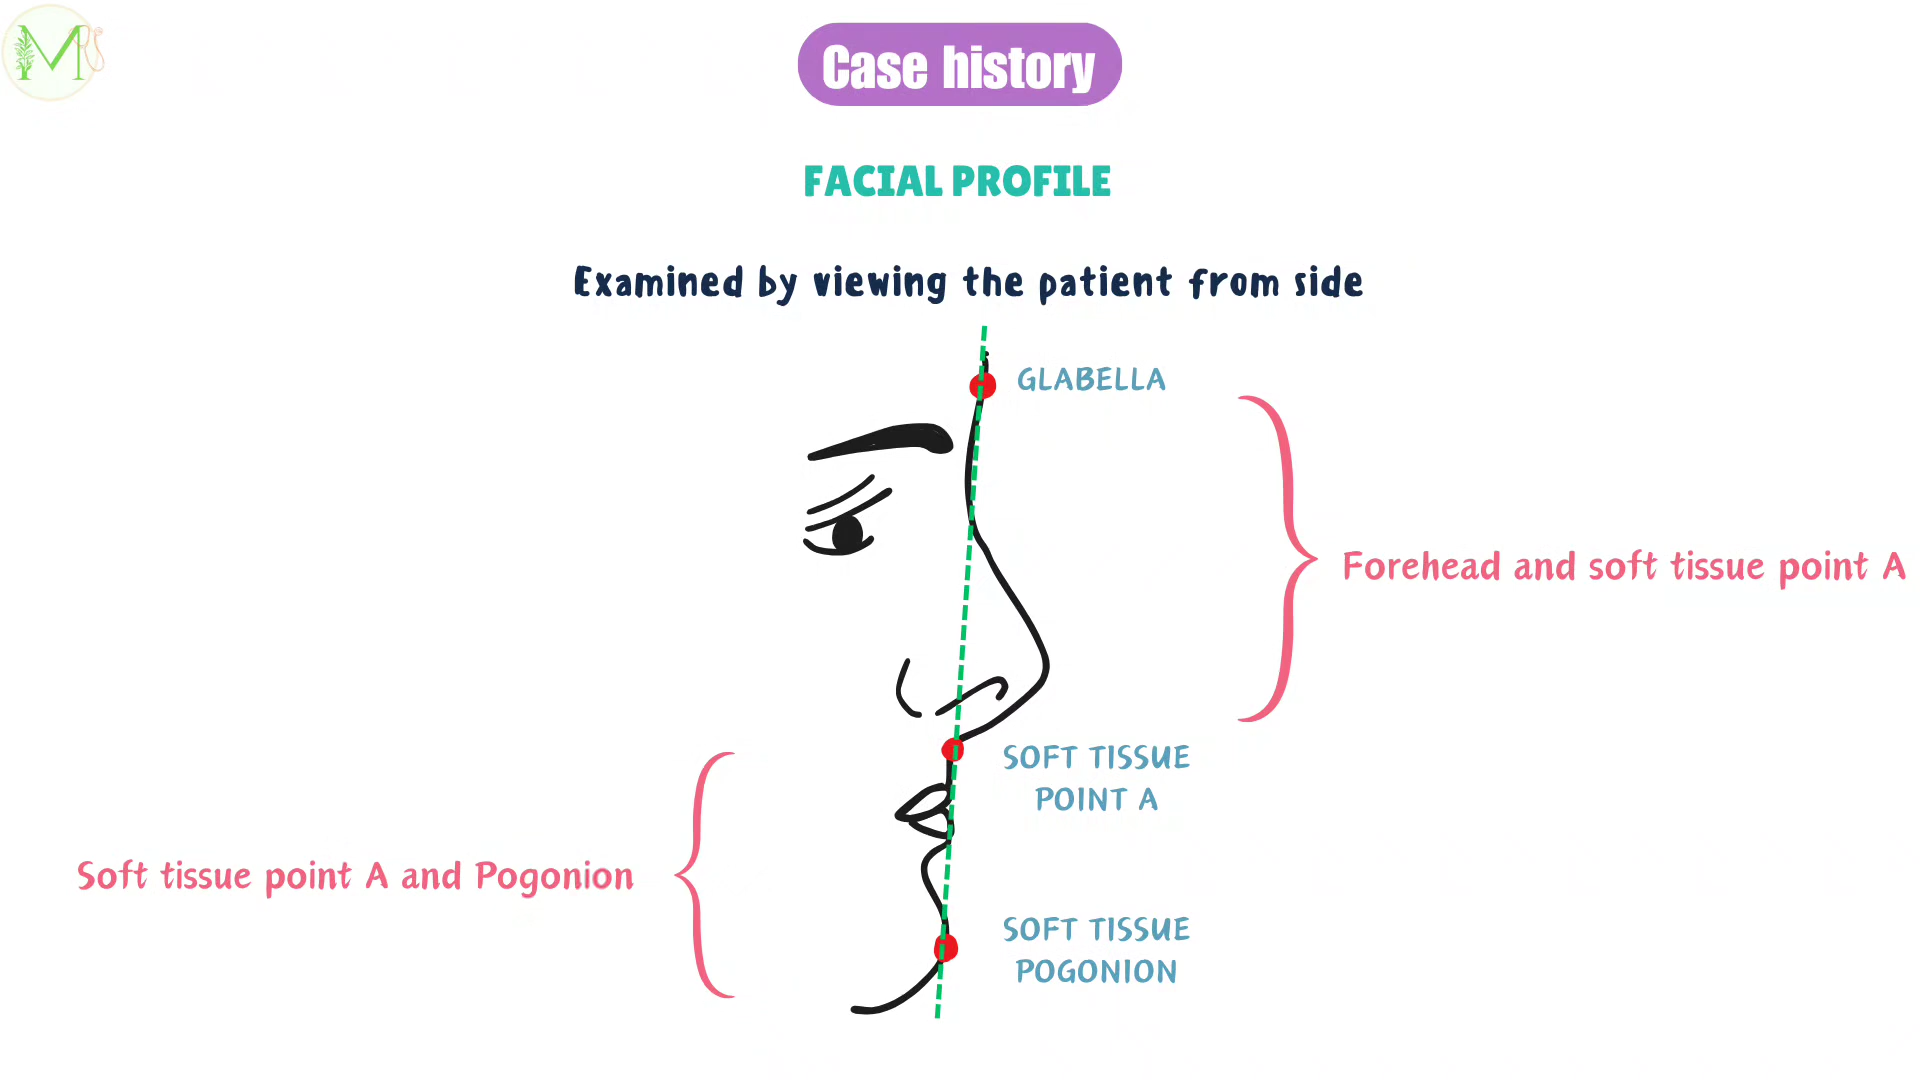 M
Case history
FACIAL PROFILE
Examined by viewing the patient from side
GLABELLA
Forehead and soft tissue point A
SOFT TISSUE
POINT A
Soft tissue point A and Pogonion
SOFT TISSUE
POGONION